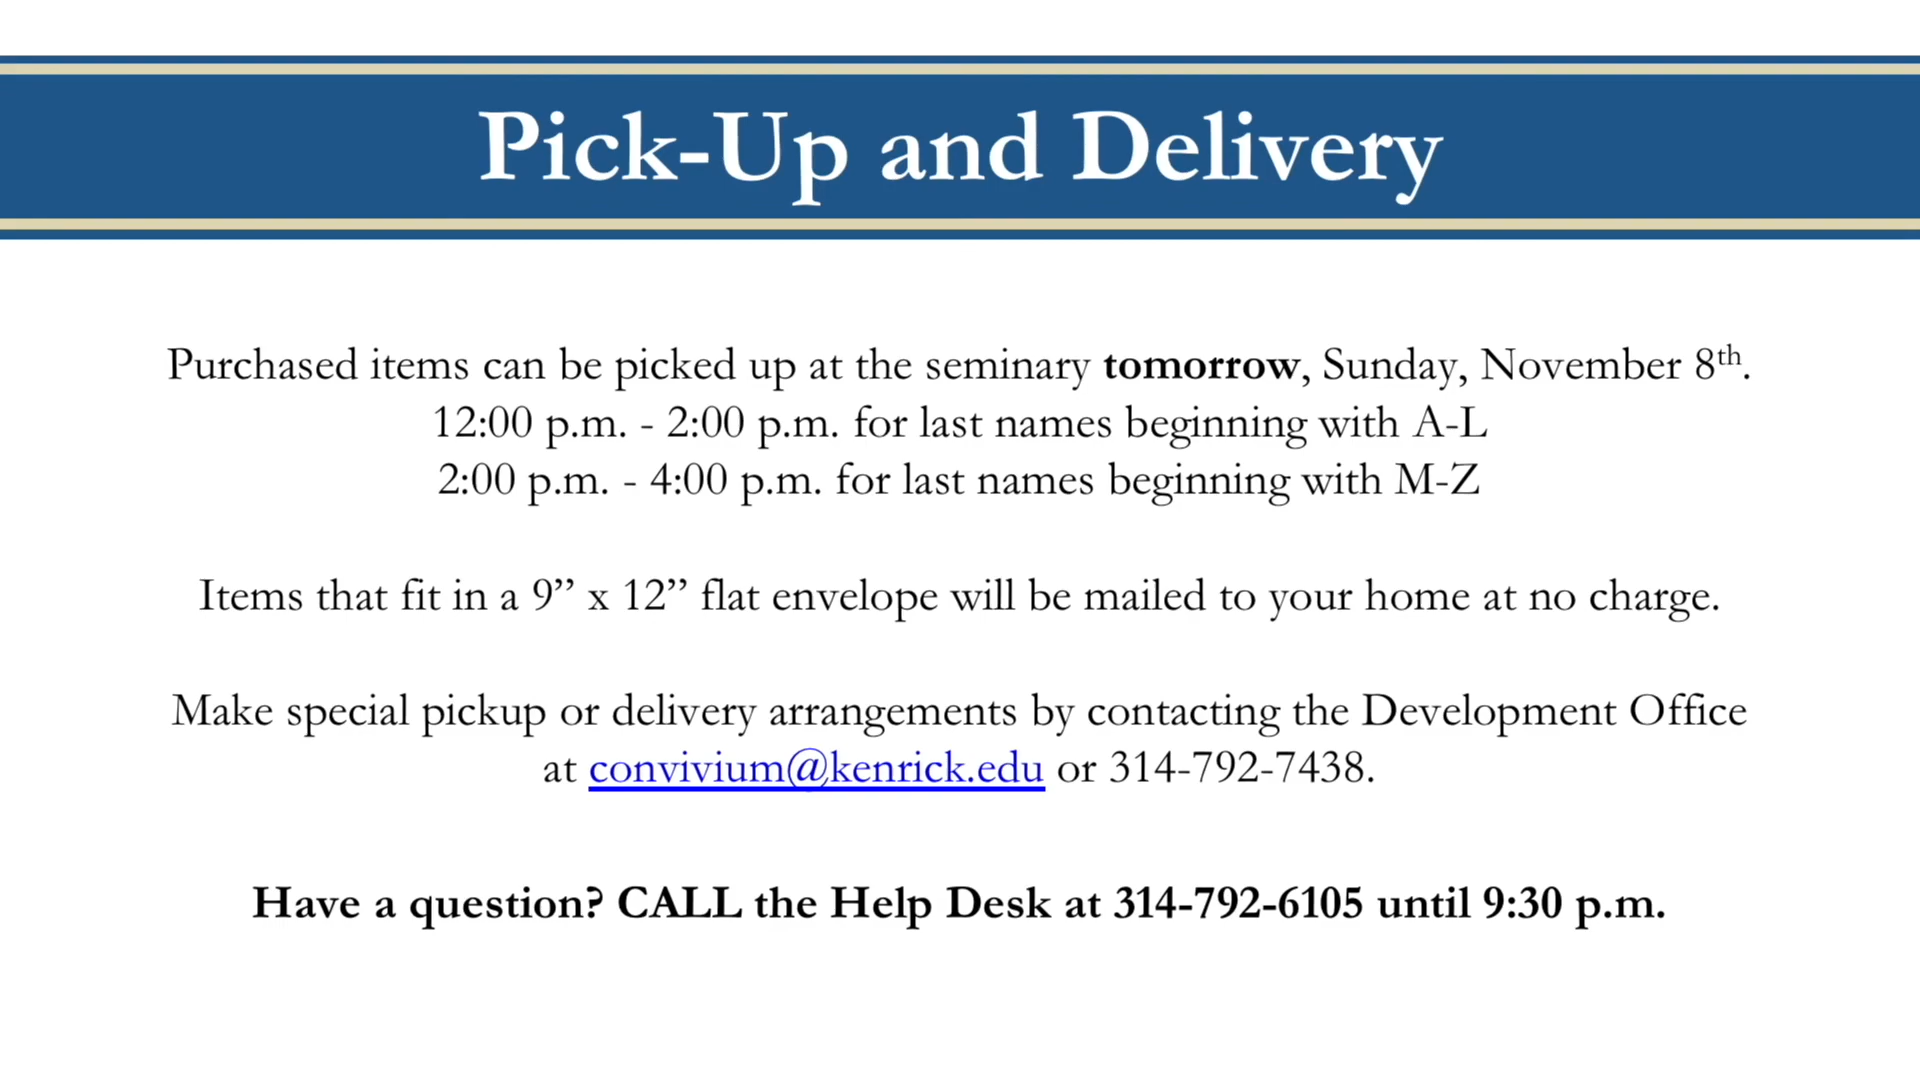 Pick-Up and Delivery
Purchased items can be picked up at the seminary tomorrow, Sunday, November 8th.
12:00 p.m. - 2:00 p.m. for last names beginning with A-L
2:00 p.m. - 4:00 p.m. for last names beginning with M-Z
Items that fit in a 9” x 12” flat envelope will be mailed to your home at no charge.
Make special pickup or delivery arrangements by contacting the Development Office
at convivium@kenrick.edu or 314-792-7438.
Have a question? CALL the Help Desk at 314-792-6105 until 9:30 p.m.